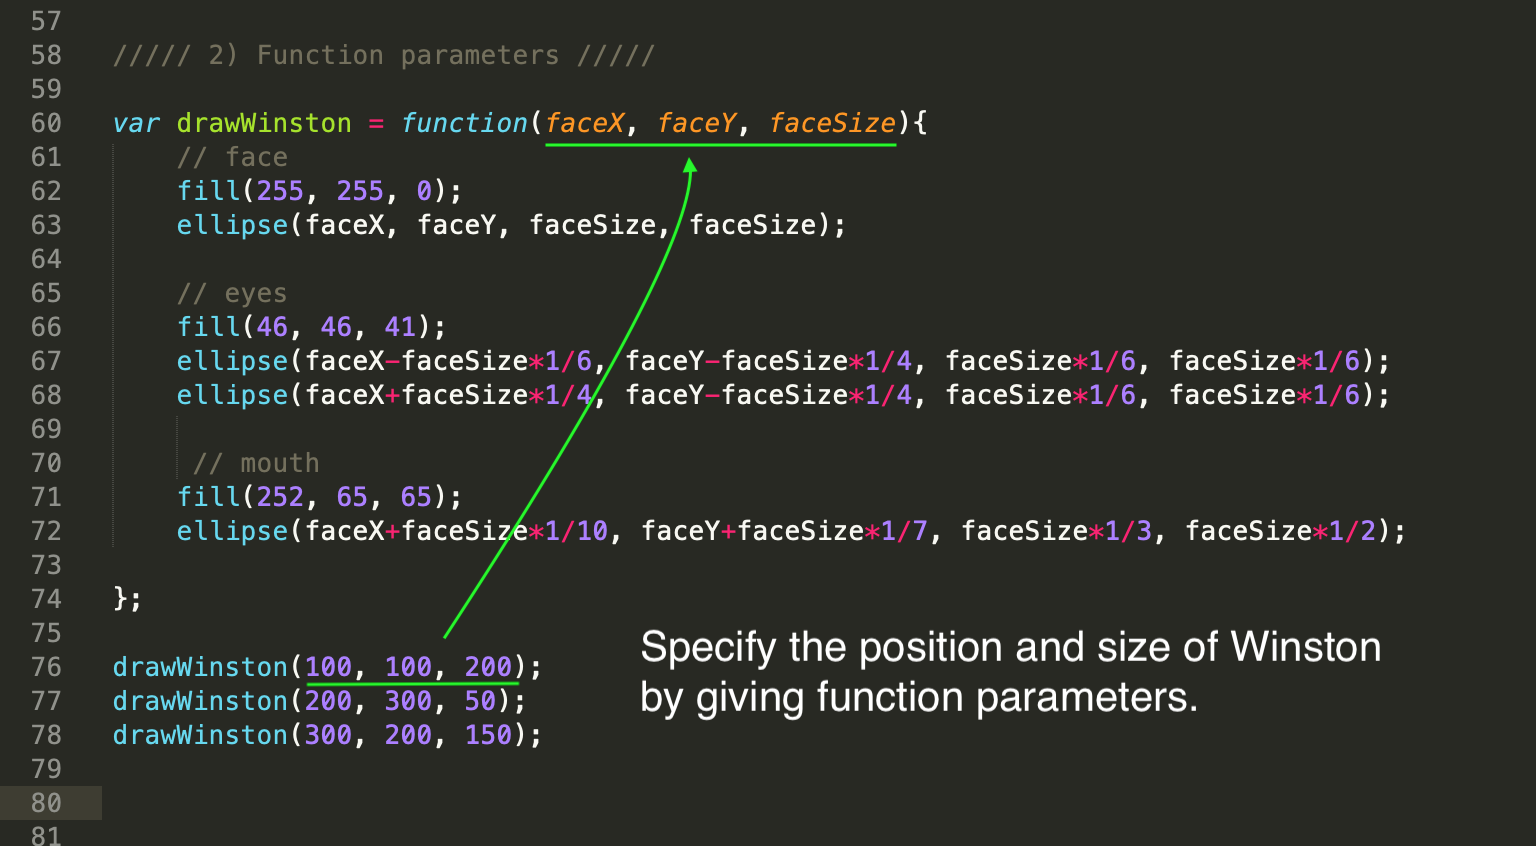 57
58 ///// 2) Function parameters /////
59
60 var drawWinston = function(faceX, faceY, faceSize){
61 // face
62 fill(255, 255, 0);
63 ellipse(faceX, faceY, faceSize, faceSize);
64
65 // eyes
66 fill(46, 46, 41);
67 ellipse(faceX-faceSize*1/6, faceY-faceSize*1/4, faceSize*1/6, faceSize*1/6);
68 ellipse(faceX+faceSize*1/4, faceY-faceSize*1/4, faceSize*1/6, faceSize*1/6);
69
70 // mouth
71 fill(252, 65, 65);
72 ellipse(faceX+faceSize*1/10, faceY+faceSize*1/7, faceSize*1/3, faceSize*1/2);
73
74 };
75
76 drawWinston(100, 100, 200);
77 drawWinston(200, 300, 50);
78 drawWinston(300, 200, 150);
79
80
81
Specify the position and size of Winston
by giving function parameters.